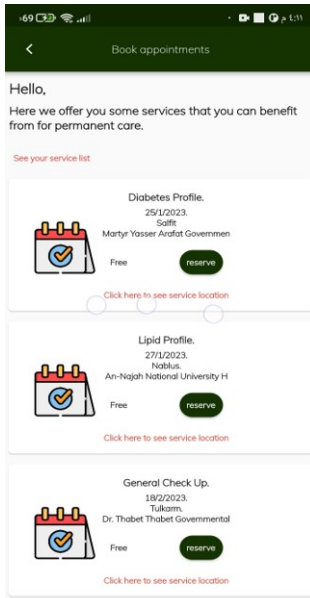 69
م ٤:١١
Book appointments
Hello,
Here we offer you some services that you can benefit
from for permanent care.
See your service list
Diabetes Profile.
25/1/2023.
Salfit
Martyr Yasser Arafat Governmen
Free
reserve
Click here to see service location
Lipid Profile.
27/1/2023.
Nablus.
An-Najah National University H
Free
reserve
Click here to see service location
General Check Up.
18/2/2023.
Tulkarm.
Dr. Thabet Thabet Governmental
Free
reserve
Click here to see service location